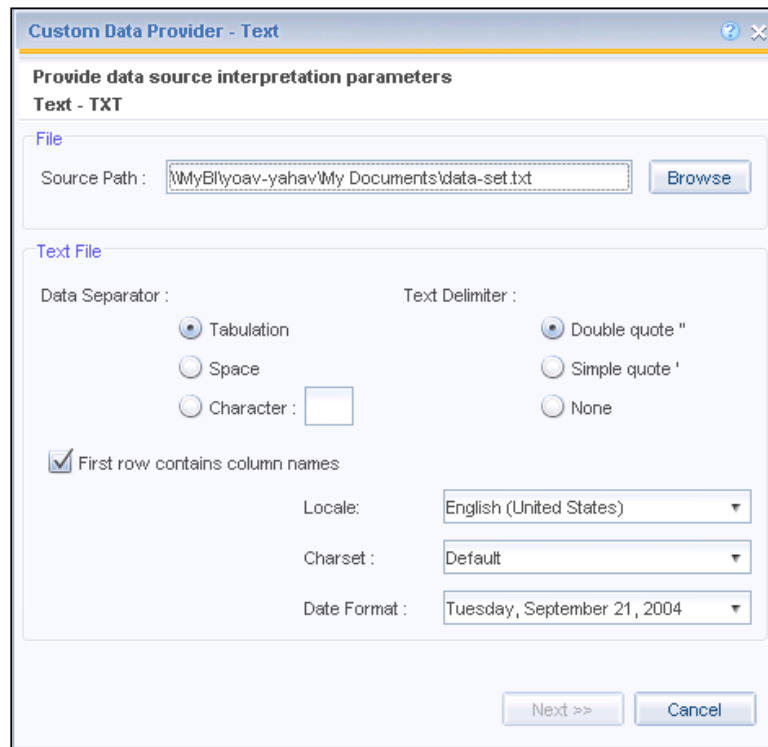 Custom Data Provider - Text
Provide data source interpretation parameters
Text - TXT
File
Source Path : \\MyBI\yoav-yahav\My Documents\data-set.txt Browse
Text File
Data Separator : Text Delimiter :
Tabulation Double quote "
Space Simple quote '
Character : None
First row contains column names
Locale: English (United States)
Charset : Default
Date Format : Tuesday, September 21, 2004
Next >> Cancel